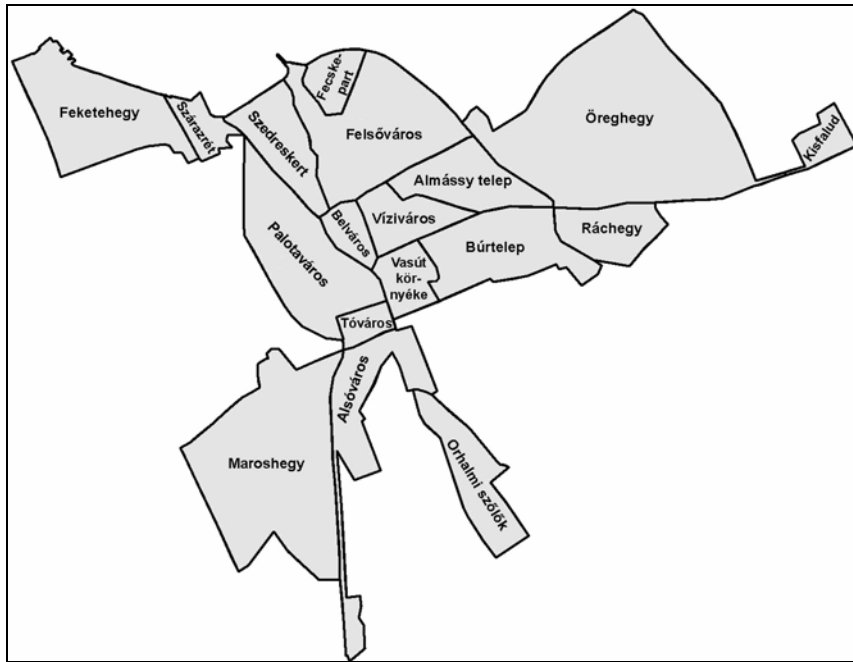 Fecske-
part
Feketehegy
Szárazrét
Szedreskert
Felsőváros
Öreghegy
Kisfalud
Almássy telep
Belváros
Víziváros
Ráchegy
Palotaváros
Búrtelep
Vasút
kör-
nyéke
Tóváros
Alsóváros
Maroshegy
Orhalmi szőlők